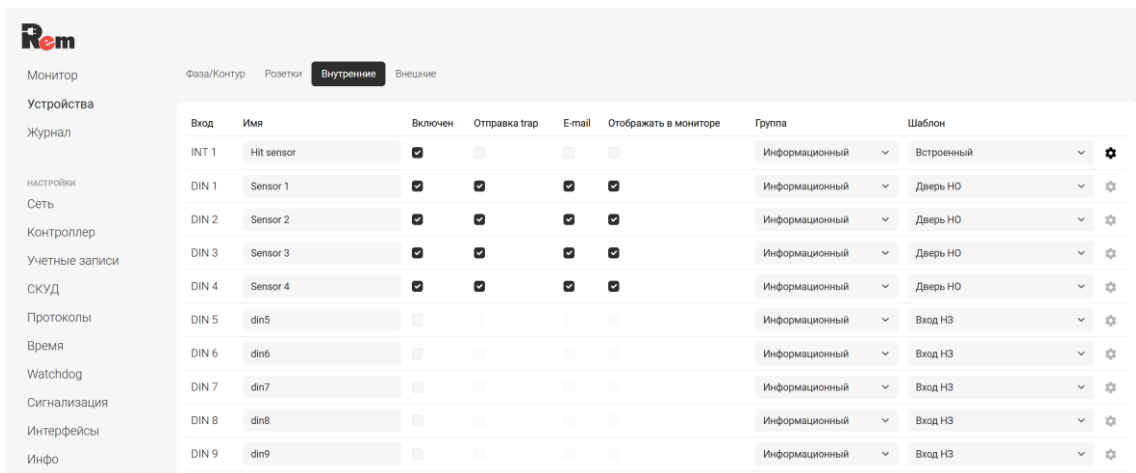 Rem
Монитор
Устройства
Журнал
НАСТРОЙКИ
Сеть
Контроллер
Учетные записи
СКУД
Протоколы
Время
Watchdog
Сигнализация
Интерфейсы
Инфо
Фаза/Контур Розетки Внутренние Внешние
Вход Имя Включен Отправка trap E-mail Отображать в мониторе Группа Шаблон
INT 1 Hit sensor Информационный Встроенный
DIN 1 Sensor 1 Информационный Дверь НО
DIN 2 Sensor 2 Информационный Дверь НО
DIN 3 Sensor 3 Информационный Дверь НО
DIN 4 Sensor 4 Информационный Дверь НО
DIN 5 din5 Информационный Вход НЗ
DIN 6 din6 Информационный Вход НЗ
DIN 7 din7 Информационный Вход НЗ
DIN 8 din8 Информационный Вход НЗ
DIN 9 din9 Информационный Вход НЗ